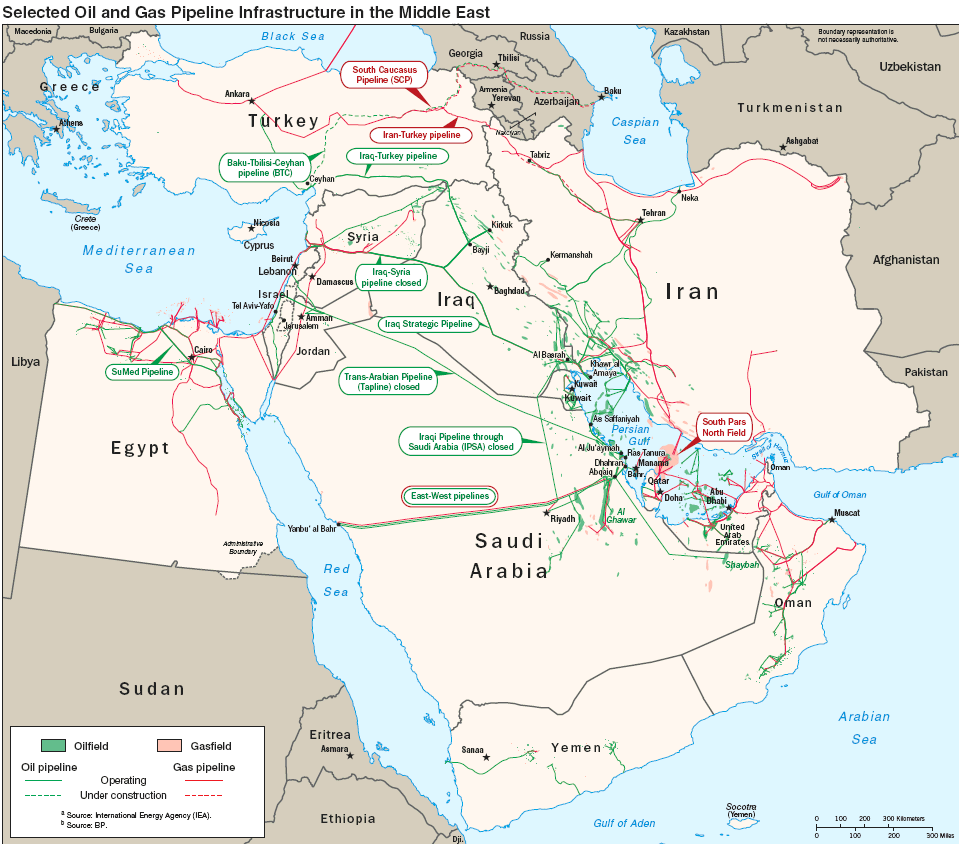 Selected Oil and Gas Pipeline Infrastructure in the Middle East
Macedonia
Bulgaria
Black Sea
Russia
Kazakhstan
Boundary representation is
not necessarily authoritative.
Uzbekistan
Georgia
Tbilisi
South Caucasus
Pipeline (SCP)
Greece
Athens
Ankara
Turkey
Armenia
Yerevan
Azerbaijan
Baku
Naxçivan
Caspian
Sea
Turkmenistan
Ashgabat
Iran-Turkey pipeline
Iraq-Turkey pipeline
Baku-Tbilisi-Ceyhan
pipeline (BTC)
Ceyhan
Tabriz
Neka
Tehran
Crete
(Greece)
Nicosia
Cyprus
Syria
Kirkuk
Bayji
Kermanshah
Mediterranean
Sea
Beirut
Lebanon
Damascus
Iraq-Syria
pipeline closed
Baghdad
Afghanistan
Israel
Tel Aviv-Yafo
Jerusalem
Amman
Iraq
Iran
Iraq Strategic Pipeline
Libya
Cairo
Jordan
Al Basrah
Khawr al
Amaya
Kuwait
Kuwait
Pakistan
SuMed Pipeline
Trans-Arabian Pipeline
(Tapline) closed
As Saffaniyah
Persian
Gulf
South Pars
North Field
Egypt
Iraqi Pipeline through
Saudi Arabia (IPSA) closed
Al Ju'aymah
Ras Tanura
Dhahran
Manama
Abqaiq
Bahr.
Strait of Hormuz
Oman
Qatar
Doha
Abu
Dhabi
Gulf of Oman
Muscat
East-West pipelines
Yanbu' al Bahr
Riyadh
Al
Ghawar
United
Arab
Emirates
Saudi
Arabia
Shaybah
Administrative
Boundary
Red
Sea
Oman
Sudan
Arabian
Sea
Eritrea
Asmara
Sanaa
Yemen
Ethiopia
Dji.
Gulf of Aden
Socotra
(Yemen)
Oilfield
Gasfield
Oil pipeline
Gas pipeline
Operating
Under construction
a Source: International Energy Agency (IEA).
b Source: BP.
0 100 200 300 Kilometers
0 100 200 300 Miles